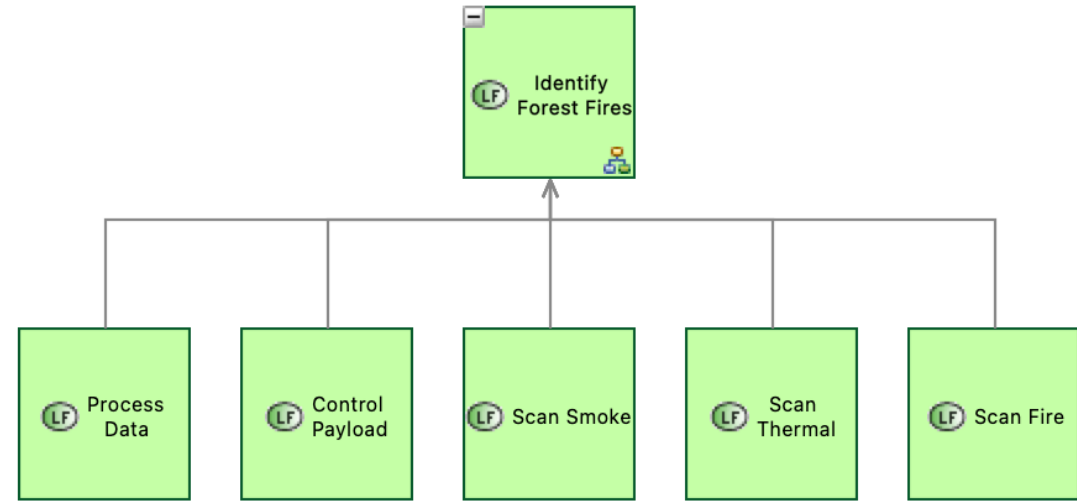 LF
Identify
Forest Fires
LF
Process
Data
LF
Control
Payload
LF
Scan Smoke
LF
Scan
Thermal
LF
Scan Fire